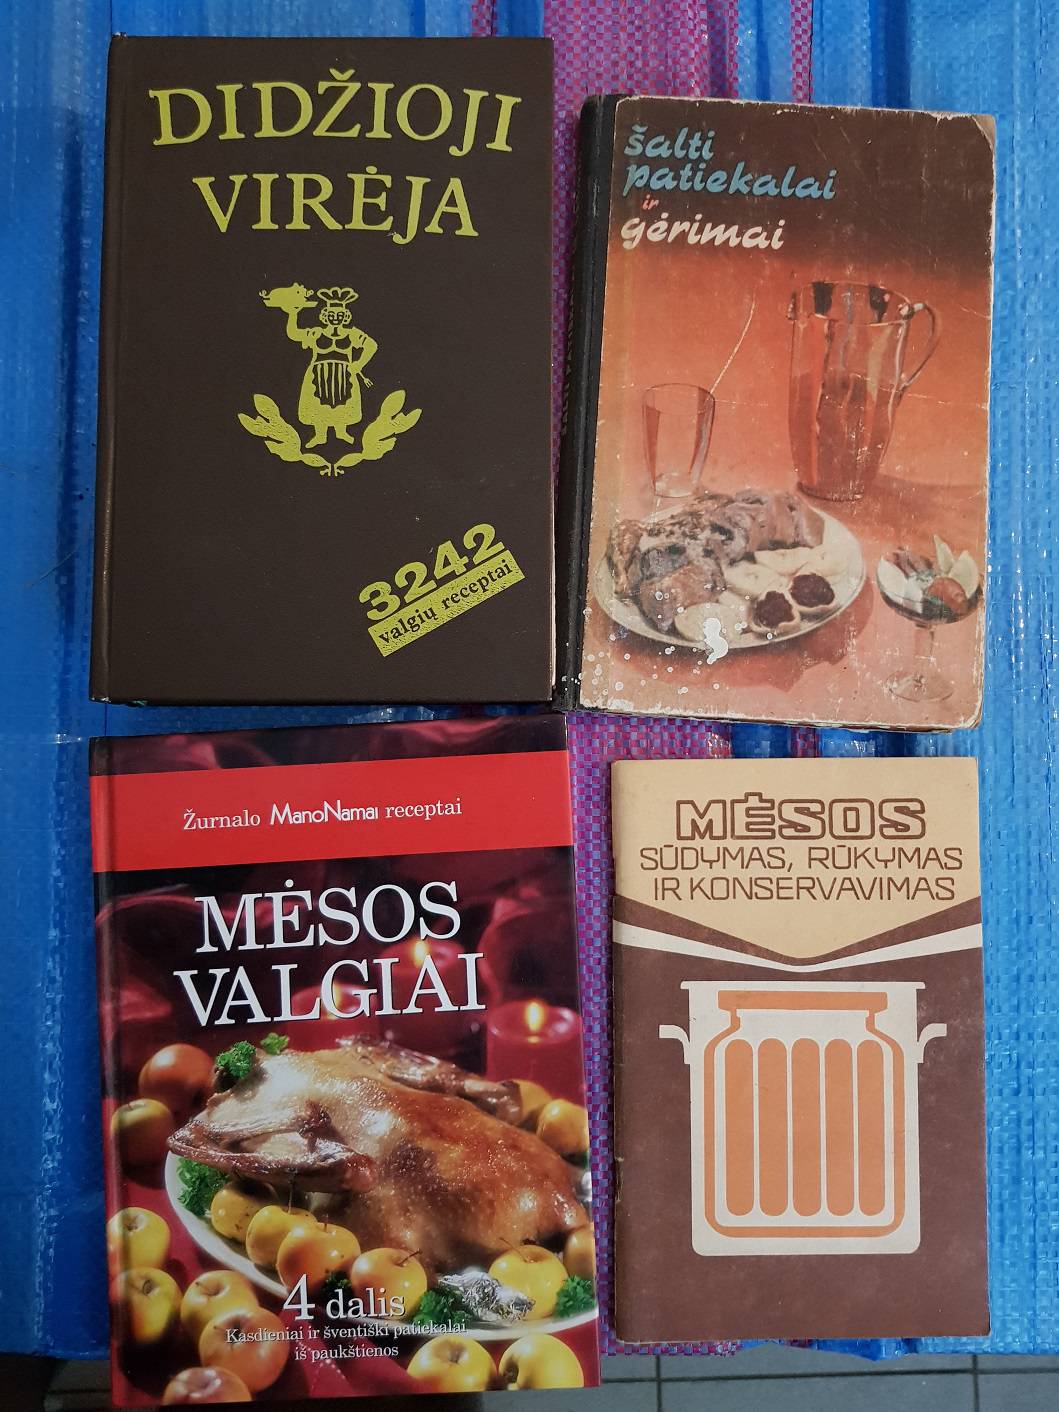 DIDŽIOJI
VIRĖJA
3242
valgių receptai
šalti
patiekalai
ir
gėrimai
Žurnalo ManoNamai receptai
MĖSOS
VALGIAI
4 dalis
Kasdieniai ir šventiški patiekalai
iš paukštienos
MĖSOS
SŪDYMAS, RŪKYMAS
IR KONSERVAVIMAS